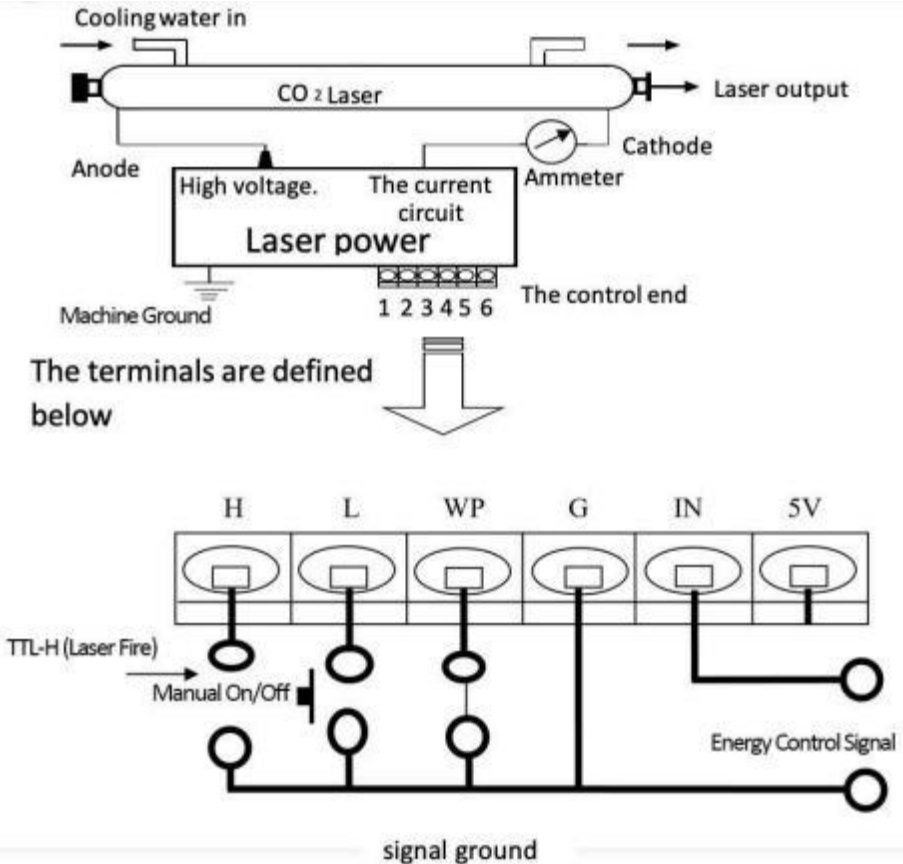 Cooling water in
CO 2 Laser
Laser output
Anode
Cathode
Ammeter
High voltage.
The current
circuit
Laser power
Machine Ground
1 2 3 4 5 6
The control end
The terminals are defined
below
H L WP G IN 5V
TTL-H (Laser Fire)
Manual On/Off
Energy Control Signal
signal ground